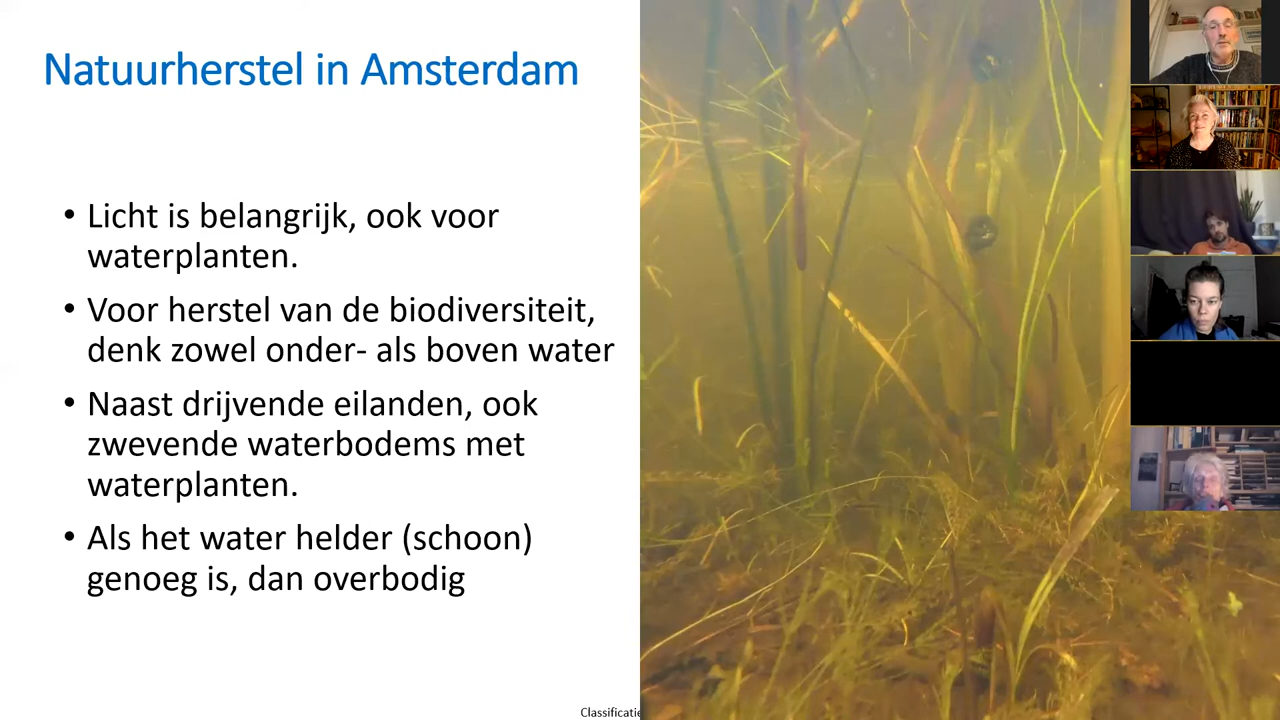 Natuurherstel in Amsterdam
• Licht is belangrijk, ook voor
waterplanten.
• Voor herstel van de biodiversiteit,
denk zowel onder- als boven water
• Naast drijvende eilanden, ook
zwevende waterbodems met
waterplanten.
• Als het water helder (schoon)
genoeg is, dan overbodig
Classificatie